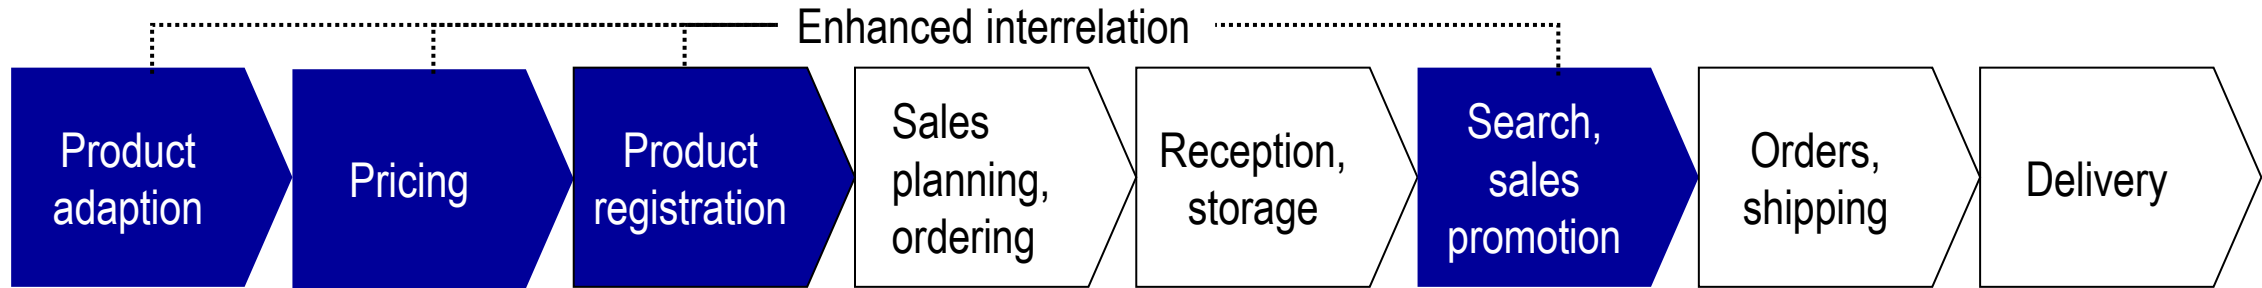 Enhanced interrelation
Product
adaption
Pricing
Product
registration
Sales
planning,
ordering
Reception,
storage
Search,
sales
promotion
Orders,
shipping
Delivery